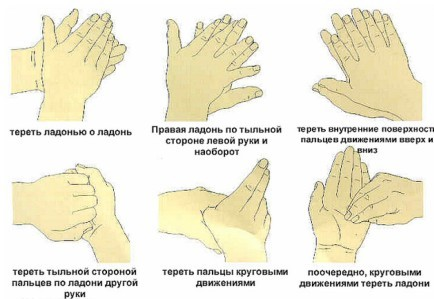 тереть ладонью о ладонь
Правая ладонь по тыльной
стороне левой руки и
наоборот
тереть внутренние поверхност
пальцев движениями вверх и
вниз
тереть тыльной стороной
пальцев по ладони другой
руки
тереть пальцы круговыми
движениями
поочередно, круговыми
движениями тереть ладони